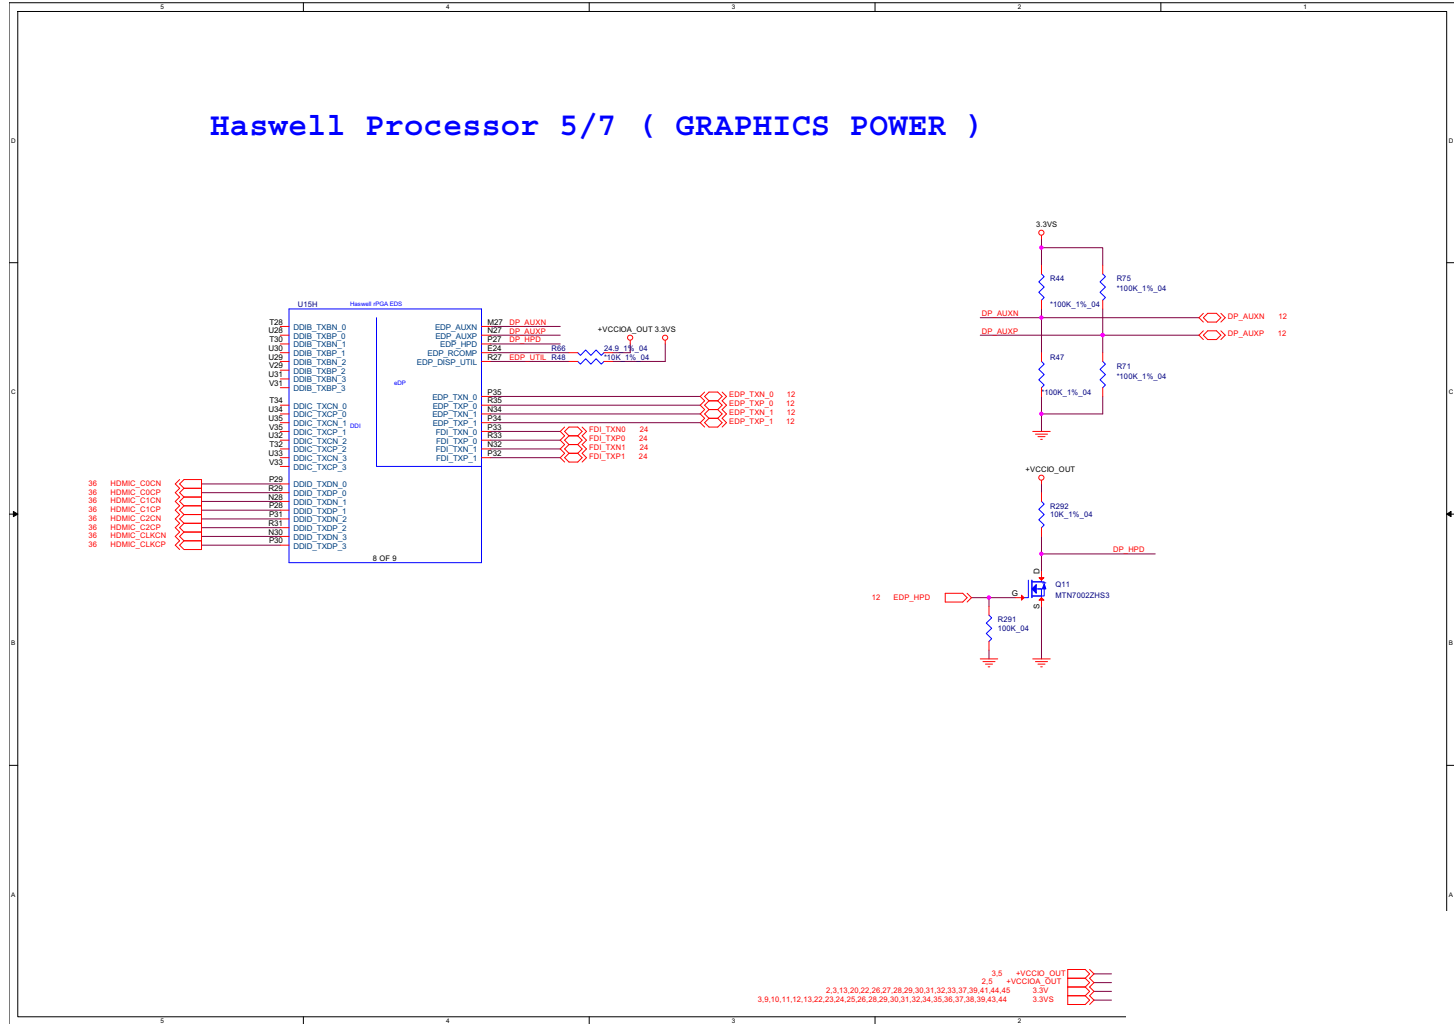 5 4 3 2 1
Haswell Processor 5/7 ( GRAPHICS POWER )
D D
3.3VS
R44
*100K_1%_04
R75
*100K_1%_04
DP_AUXN DP_AUXN 12
DP_AUXP DP_AUXP 12
R47
*100K_1%_04
R71
*100K_1%_04
U15H Haswell rPGA EDS
T28 DDIB_TXBN_0
U28 DDIB_TXBP_0
T30 DDIB_TXBN_1
U30 DDIB_TXBP_1
U29 DDIB_TXBN_2
V29 DDIB_TXBP_2
U31 DDIB_TXBN_3
V31 DDIB_TXBP_3
T34 DDIC_TXCN_0
U34 DDIC_TXCP_0
U35 DDIC_TXCN_1
V35 DDIC_TXCP_1
U32 DDIC_TXCN_2
T32 DDIC_TXCP_2
U33 DDIC_TXCN_3
V33 DDIC_TXCP_3
DDI
eDP
36 HDMIC_C0CN P29 DDID_TXDN_0
36 HDMIC_C0CP R29 DDID_TXDP_0
36 HDMIC_C1CN N28 DDID_TXDN_1
36 HDMIC_C1CP P28 DDID_TXDP_1
36 HDMIC_C2CN P31 DDID_TXDN_2
36 HDMIC_C2CP R31 DDID_TXDP_2
36 HDMIC_CLKCN N30 DDID_TXDN_3
36 HDMIC_CLKCP P30 DDID_TXDP_3
8 OF 9
+VCCIOA_OUT 3.3VS
EDP_AUXN M27 DP_AUXN
EDP_AUXP N27 DP_AUXP
EDP_HPD P27 DP_HPD
EDP_RCOMP E24 R66 24.9_1%_04
EDP_DISP_UTIL R27 EDP_UTIL R48 *10K_1%_04
EDP_TXN_0 P35 EDP_TXN_0 12
EDP_TXP_0 R35 EDP_TXP_0 12
EDP_TXN_1 N34 EDP_TXN_1 12
EDP_TXP_1 P34 EDP_TXP_1 12
FDI_TXN_0 P33 FDI_TXN0 24
FDI_TXP_0 R33 FDI_TXP0 24
FDI_TXN_1 N32 FDI_TXN1 24
FDI_TXP_1 P32 FDI_TXP1 24
C C
+VCCIO_OUT
R292
10K_1%_04
DP_HPD
D
G
S
Q11
MTN7002ZHS3
12 EDP_HPD
R291
100K_04
B B
A A
3,5 +VCCIO_OUT
2,5 +VCCIOA_OUT
2,3,13,20,22,26,27,28,29,30,31,32,33,37,39,41,44,45 3.3V
3,9,10,11,12,13,22,23,24,25,26,28,29,30,31,32,34,35,36,37,38,39,43,44 3.3VS
5 4 3 2